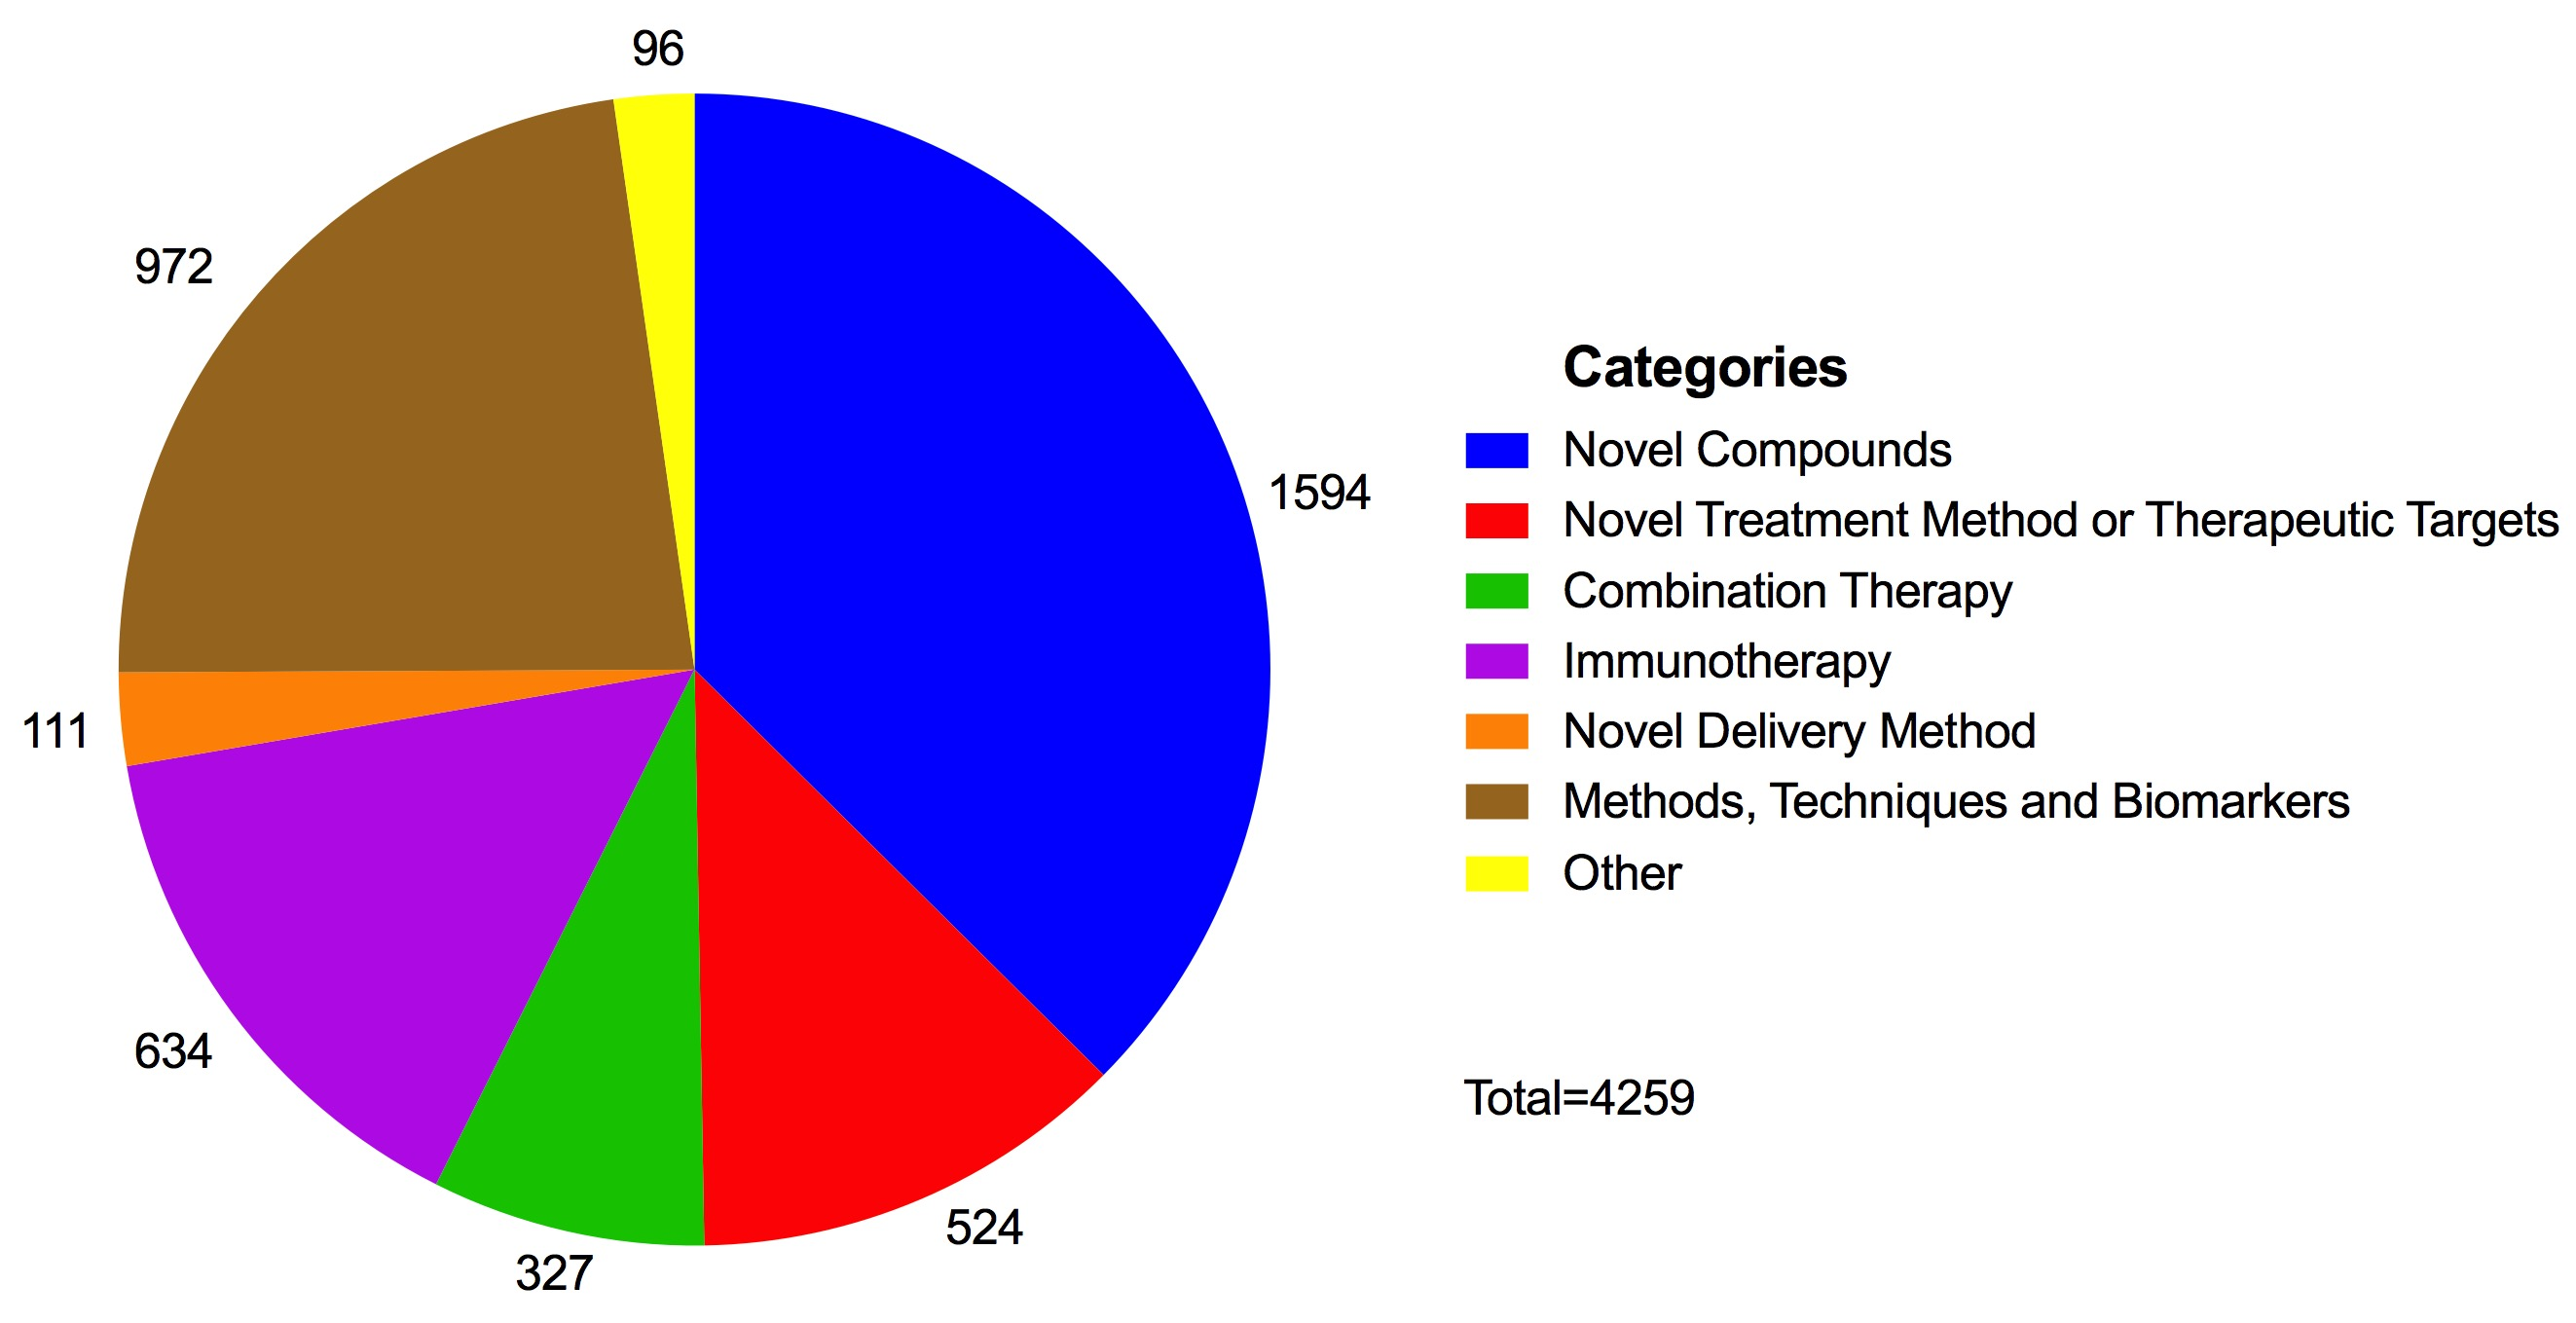 96
972
1594
111
634
524
327
Categories
Novel Compounds
Novel Treatment Method or Therapeutic Targets
Combination Therapy
Immunotherapy
Novel Delivery Method
Methods, Techniques and Biomarkers
Other
Total=4259